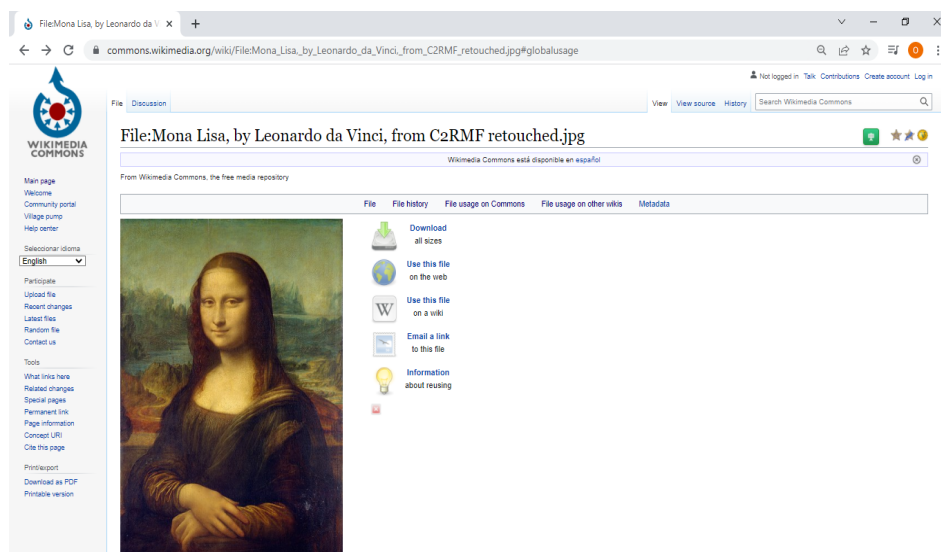 File:Mona Lisa, by Leonardo da V
commons.wikimedia.org/wiki/File:Mona_Lisa,_by_Leonardo_da_Vinci,_from_C2RMF_retouched.jpg#globalusage
O
Not logged in Talk Contributions Create account Log in
File Discussion View View source History Search Wikimedia Commons
WIKIMEDIA
COMMONS
File:Mona Lisa, by Leonardo da Vinci, from C2RMF retouched.jpg
Wikimedia Commons está disponible en español
From Wikimedia Commons, the free media repository
File File history File usage on Commons File usage on other wikis Metadata
Main page
Welcome
Community portal
Village pump
Help center
Seleccionar idioma
English
Participate
Upload file
Recent changes
Latest files
Random file
Contact us
Tools
What links here
Related changes
Special pages
Permanent link
Page information
Concept URI
Cite this page
Print/export
Download as PDF
Printable version
Download
all sizes
Use this file
on the web
W
Use this file
on a wiki
Email a link
to this file
Information
about reusing